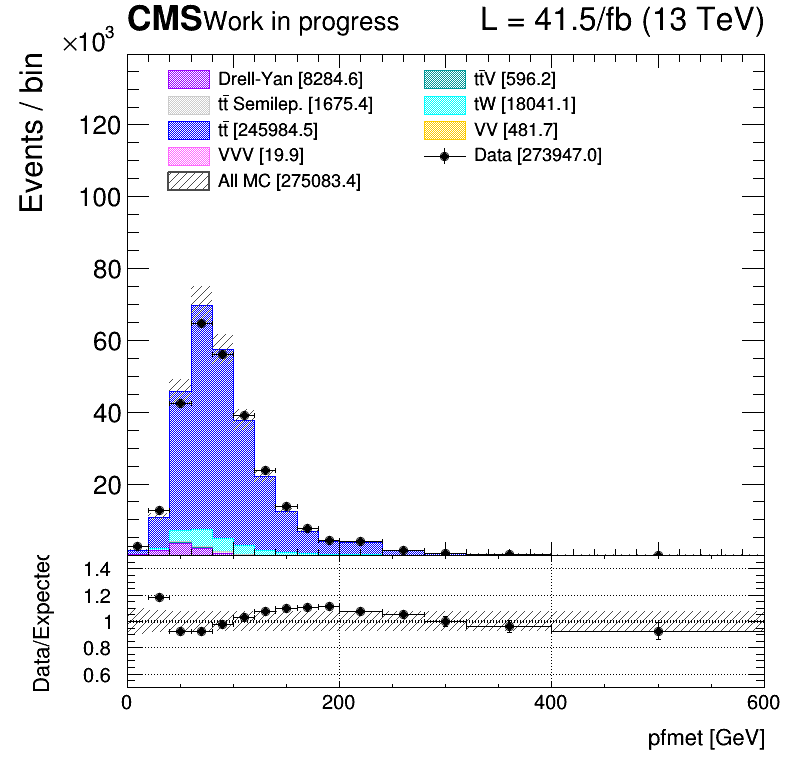 CMS Work in progress L = 41.5/fb (13 TeV)
×10³
Events / bin
Drell-Yan [8284.6]
tt̄ Semilep. [1675.4]
tt̄ [245984.5]
VVV [19.9]
All MC [275083.4]
tt̄V [596.2]
tW [18041.1]
VV [481.7]
Data [273947.0]
120
100
80
60
40
20
Data/Expected
1.4
1.2
1
0.8
0.6
0 200 400 600
pfmet [GeV]